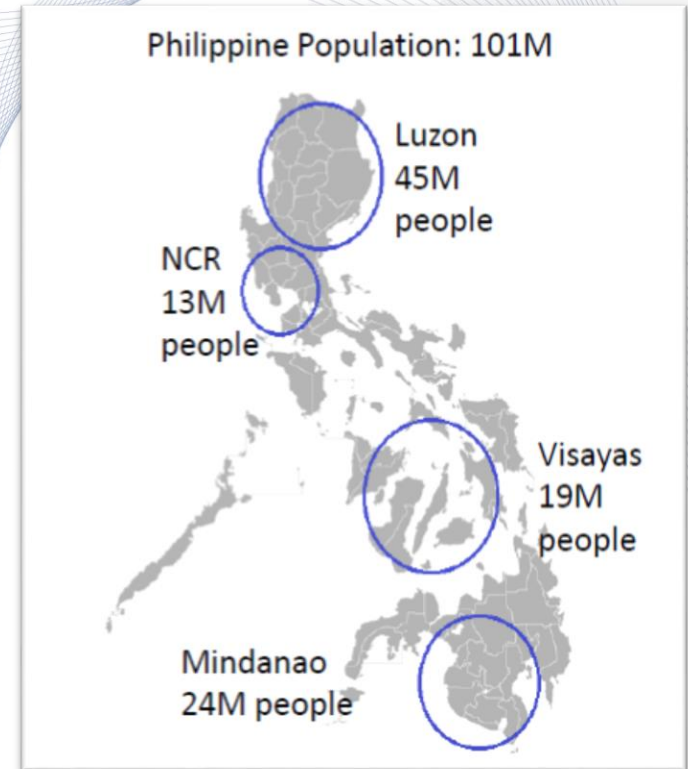 Philippine Population: 101M
Luzon
45M
people
NCR
13M
people
Visayas
19M
people
Mindanao
24M people